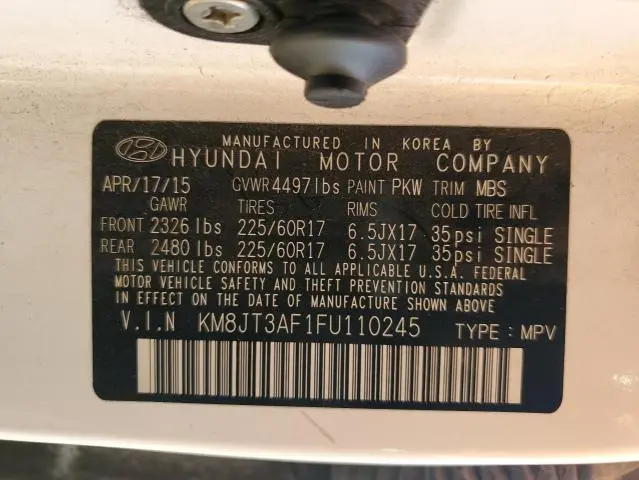 MANUFACTURED IN KOREA BY
HYUNDAI MOTOR COMPANY
APR/17/15 GVWR 4497lbs PAINT PKW TRIM MBS
GAWR TIRES RIMS COLD TIRE INFL
FRONT 2326 lbs 225/60R17 6.5JX17 35psi SINGLE
REAR 2480 lbs 225/60R17 6.5JX17 35psi SINGLE
THIS VEHICLE CONFORMS TO ALL APPLICABLE U.S.A. FEDERAL
MOTOR VEHICLE SAFETY AND THEFT PREVENTION STANDARDS
IN EFFECT ON THE DATE OF MANUFACTURE SHOWN ABOVE
V.I.N KM8JT3AF1FU110245 TYPE : MPV